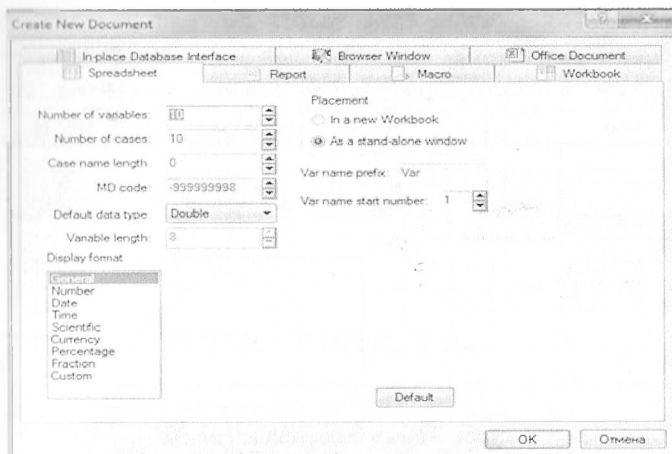 Create New Document
In-place Database Interface
Browser Window
Office Document
Spreadsheet
Report
Macro
Workbook
Number of variables: 10
Number of cases: 10
Case name length: 0
MD code: -999999998
Default data type: Double
Variable length: 8
Display format
General
Number
Date
Time
Scientific
Currency
Percentage
Fraction
Custom
Placement
In a new Workbook
As a stand-alone window
Var name prefix: Var
Var name start number: 1
Default
OK
Отмена